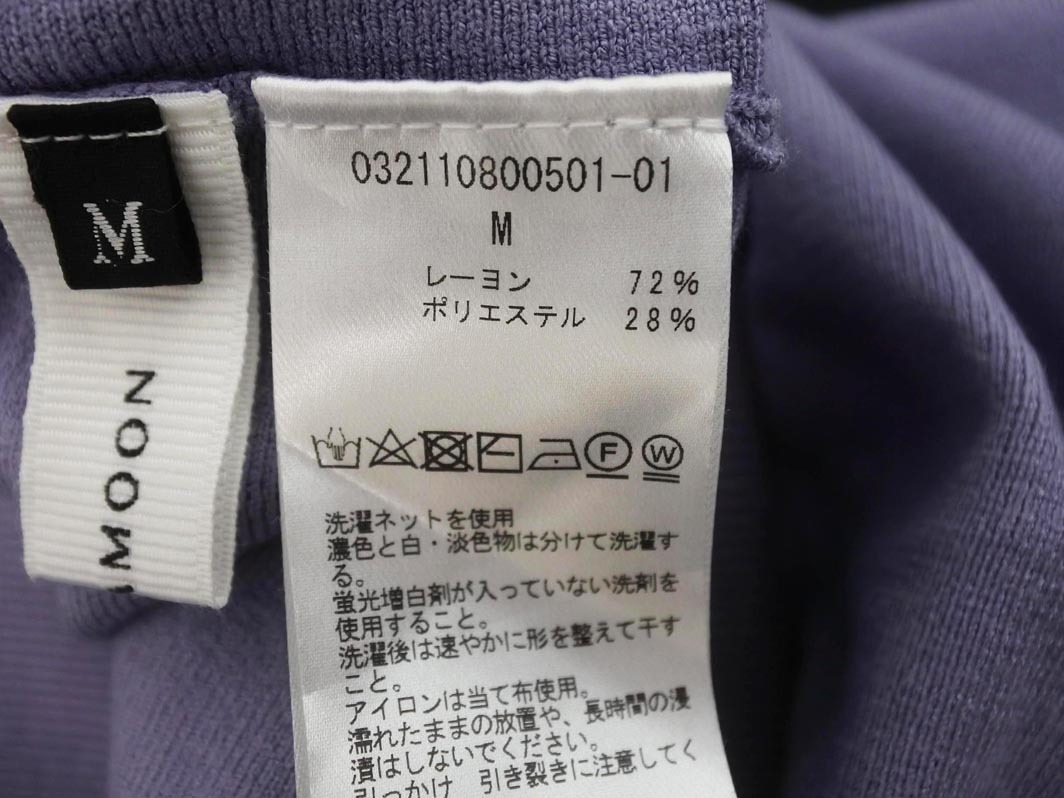 M
MOON
032110800501-01
M
レーヨン 72%
ポリエステル 28%
F
W
洗濯ネットを使用
濃色と白・淡色物は分けて洗濯す
る。
蛍光増白剤が入っていない洗剤を
使用すること。
洗濯後は速やかに形を整えて干す
こと。
アイロンは当て布使用。
濡れたままの放置や、長時間の浸
漬はしないでください。
引っかけ 引き裂きに注意してく